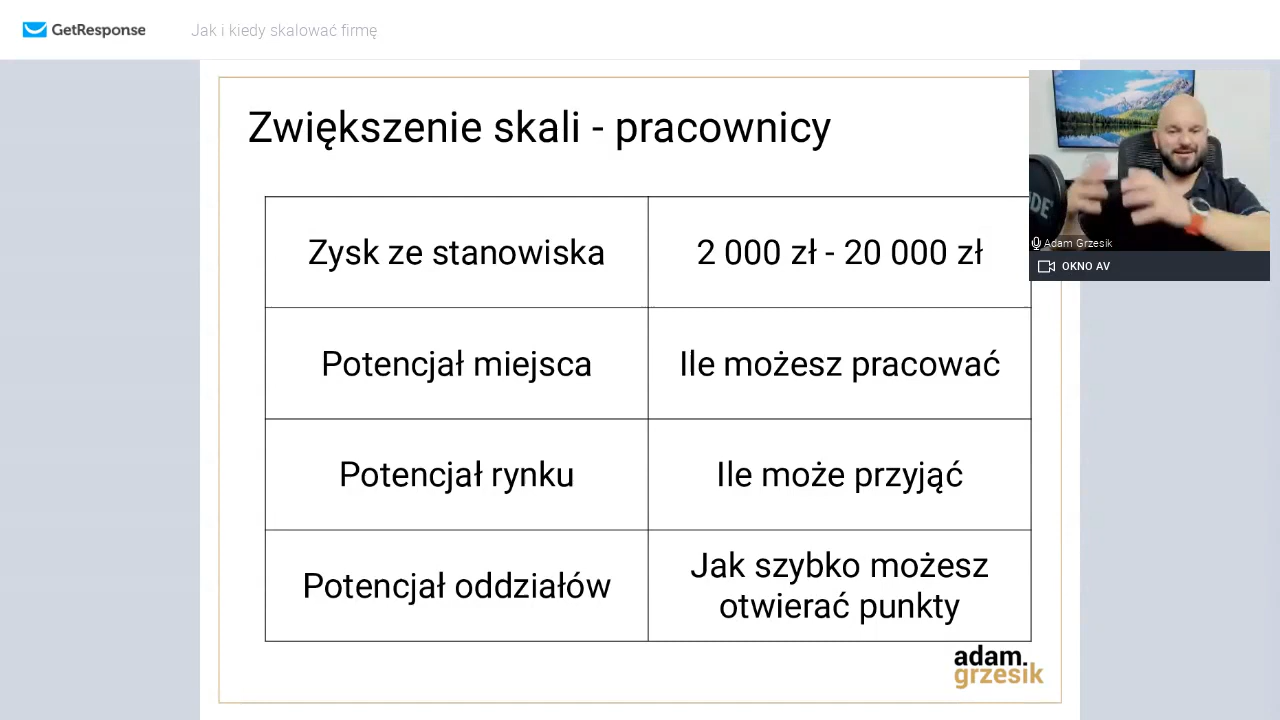 GetResponse
Jak i kiedy skalować firmę
Zwiększenie skali - pracownicy
Zysk ze stanowiska
2 000 zł - 20 000 zł
Potencjał miejsca
Ile możesz pracować
Potencjał rynku
Ile może przyjąć
Potencjał oddziałów
Jak szybko możesz
otwierać punkty
adam.
grzesik
Adam Grzesik
OKNO AV